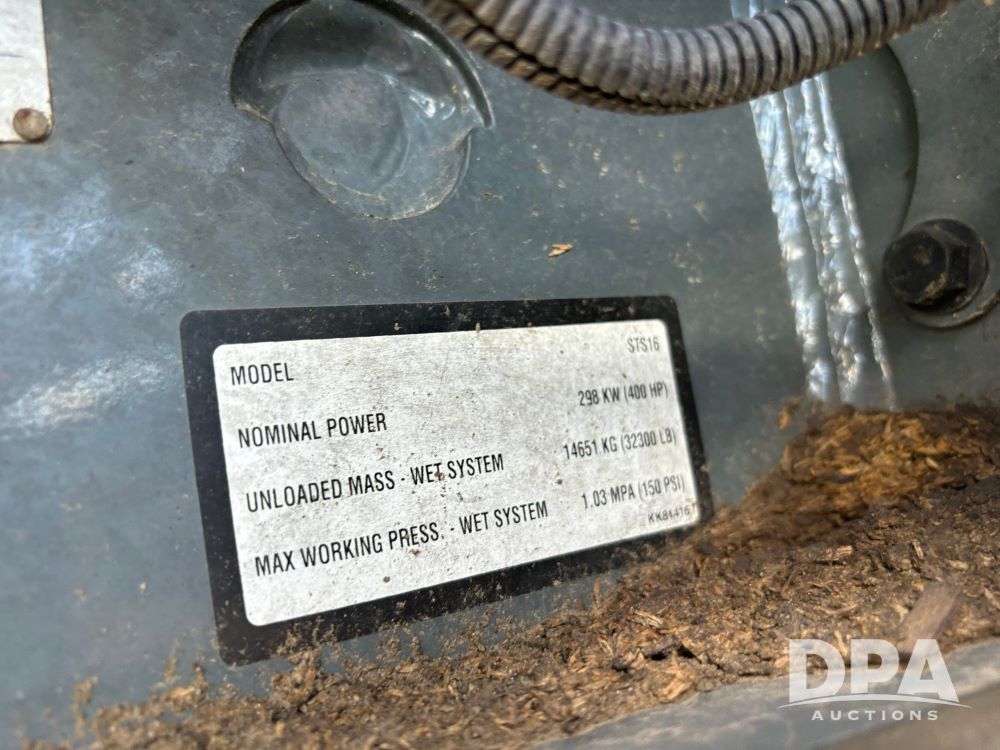 MODEL STS16
NOMINAL POWER 298 KW (400 HP)
UNLOADED MASS - WET SYSTEM 14651 KG (32300 LB)
MAX WORKING PRESS. - WET SYSTEM 1.03 MPA (150 PSI)
DPA
AUCTIONS